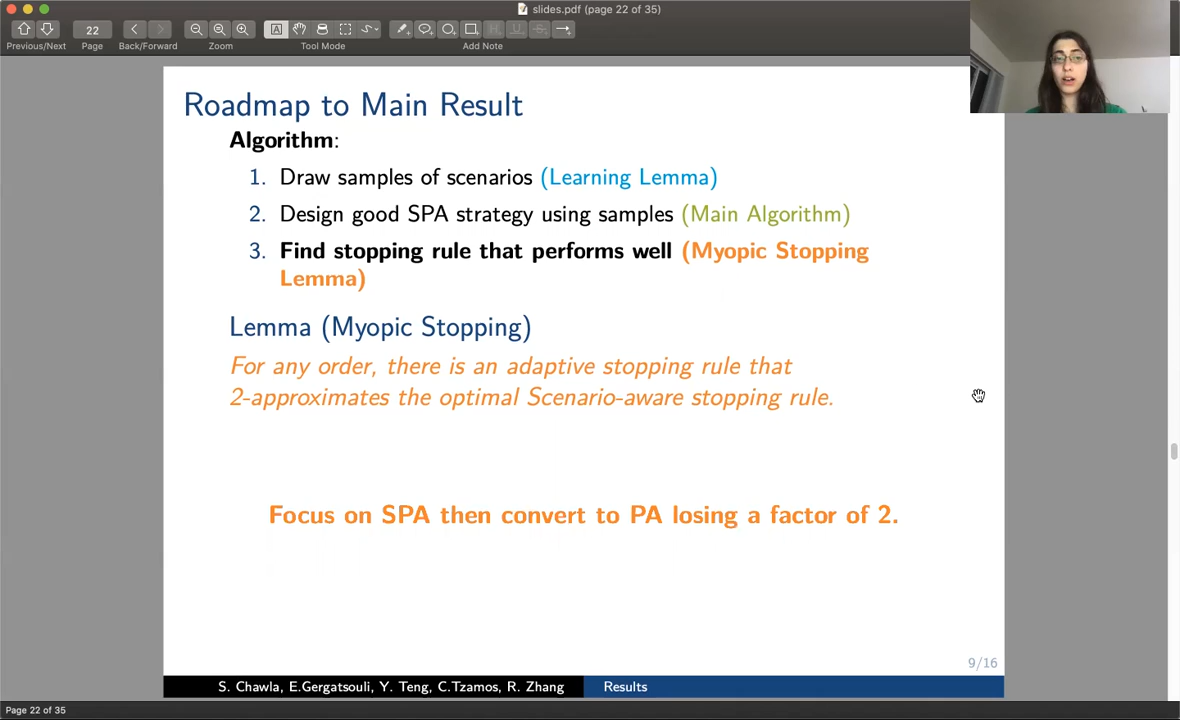 slides.pdf (page 22 of 35)
22
Previous/Next Page Back/Forward Zoom Tool Mode Add Note
Roadmap to Main Result
Algorithm:
1. Draw samples of scenarios (Learning Lemma)
2. Design good SPA strategy using samples (Main Algorithm)
3. Find stopping rule that performs well (Myopic Stopping
Lemma)
Lemma (Myopic Stopping)
For any order, there is an adaptive stopping rule that
2-approximates the optimal Scenario-aware stopping rule.
Focus on SPA then convert to PA losing a factor of 2.
9/16
S. Chawla, E.Gergatsouli, Y. Teng, C.Tzamos, R. Zhang Results
Page 22 of 35